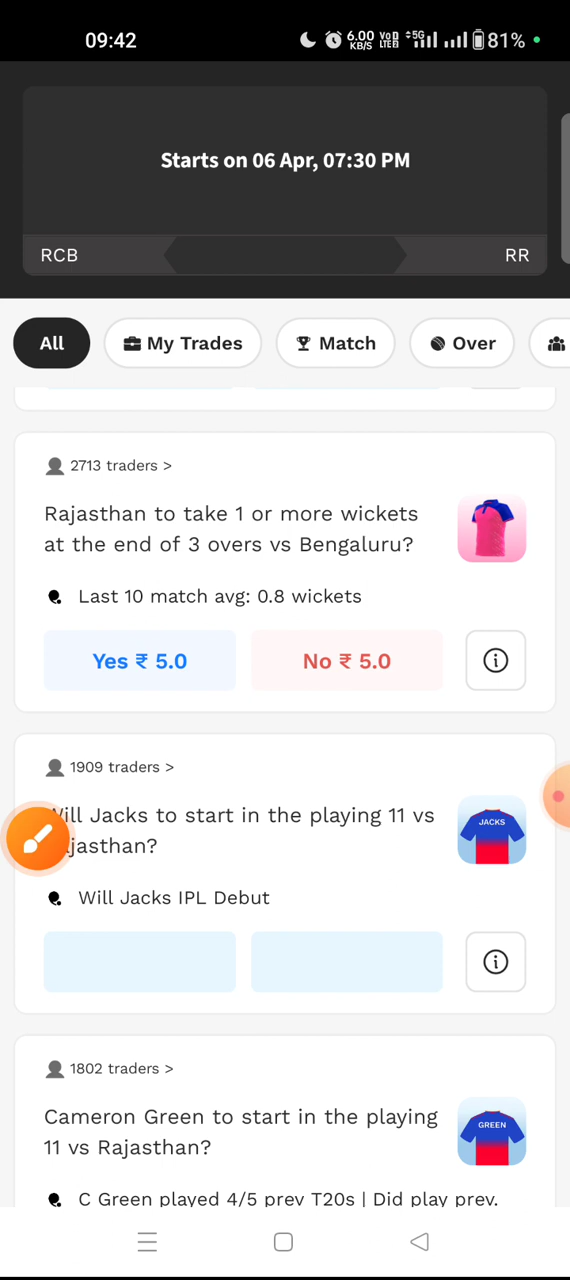 09:42
6.00 KB/S
VoD LTE
5G
81%
Starts on 06 Apr, 07:30 PM
RCB
RR
All
My Trades
Match
Over
2713 traders >
Rajasthan to take 1 or more wickets
at the end of 3 overs vs Bengaluru?
Last 10 match avg: 0.8 wickets
Yes ₹ 5.0
No ₹ 5.0
1909 traders >
Will Jacks to start in the playing 11 vs
jasthan?
JACKS
Will Jacks IPL Debut
1802 traders >
Cameron Green to start in the playing
11 vs Rajasthan?
GREEN
C Green played 4/5 prev T20s | Did play prev.